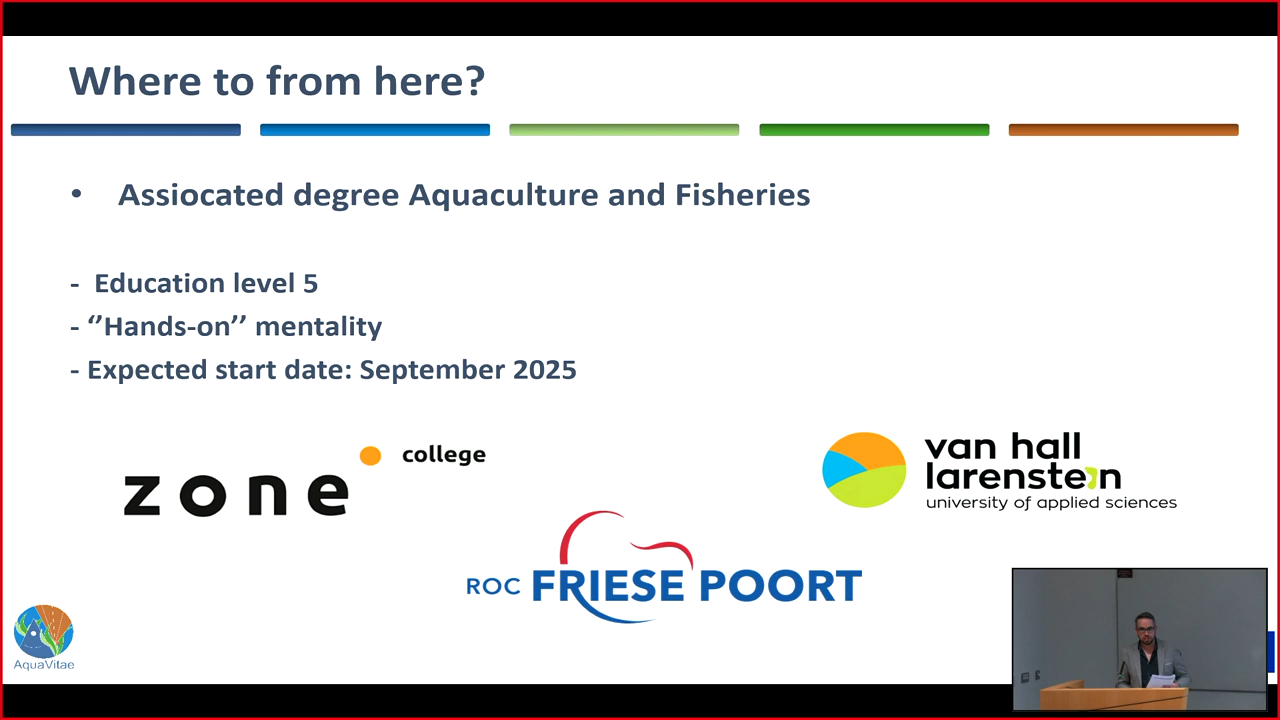 Where to from here?
• Assiocated degree Aquaculture and Fisheries
- Education level 5
- ‘’Hands-on’’ mentality
- Expected start date: September 2025
zone college
van hall
larenstein
university of applied sciences
ROC FRIESE POORT
AquaVitae